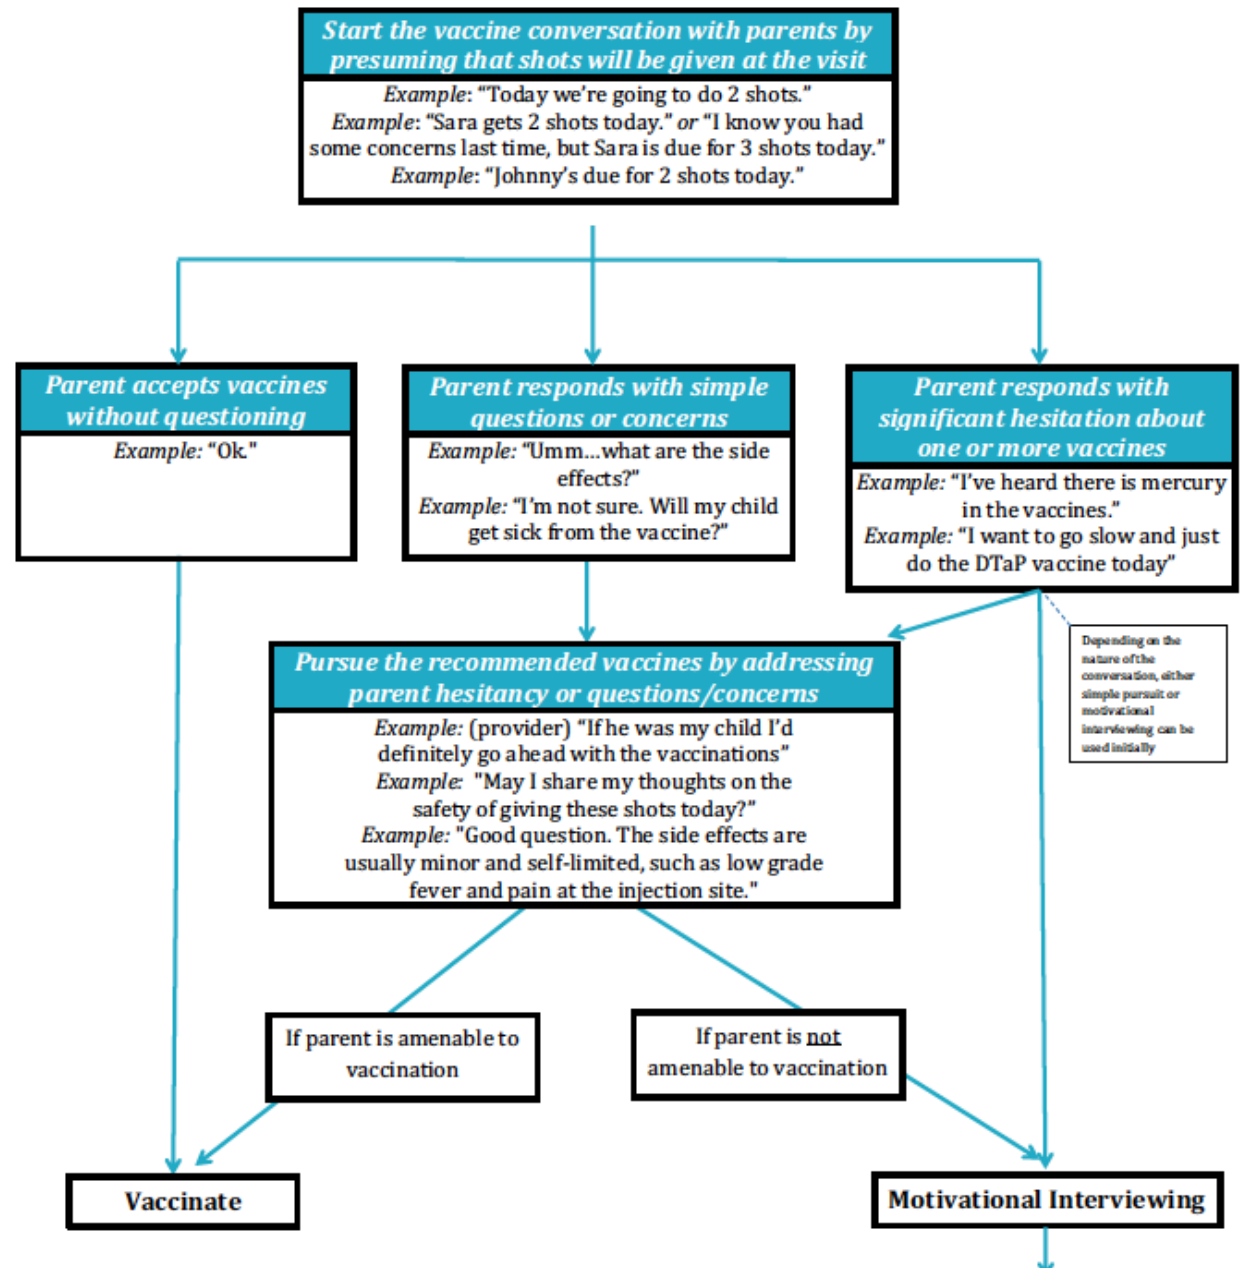 Start the vaccine conversation with parents by
presuming that shots will be given at the visit
Example: “Today we’re going to do 2 shots.”
Example: “Sara gets 2 shots today.” or “I know you had
some concerns last time, but Sara is due for 3 shots today.”
Example: “Johnny’s due for 2 shots today.”
Parent accepts vaccines
without questioning
Example: “Ok."
Parent responds with simple
questions or concerns
Example: “Umm…what are the side
effects?”
Example: “I’m not sure. Will my child
get sick from the vaccine?”
Parent responds with
significant hesitation about
one or more vaccines
Example: “I’ve heard there is mercury
in the vaccines.”
Example: “I want to go slow and just
do the DTaP vaccine today”
Depending on the
nature of the
conversation, either
simple pursuit or
motivational
interviewing can be
used initially
Pursue the recommended vaccines by addressing
parent hesitancy or questions/concerns
Example: (provider) “If he was my child I’d
definitely go ahead with the vaccinations”
Example: "May I share my thoughts on the
safety of giving these shots today?”
Example: "Good question. The side effects are
usually minor and self-limited, such as low grade
fever and pain at the injection site."
If parent is amenable to
vaccination
If parent is not
amenable to vaccination
Vaccinate
Motivational Interviewing